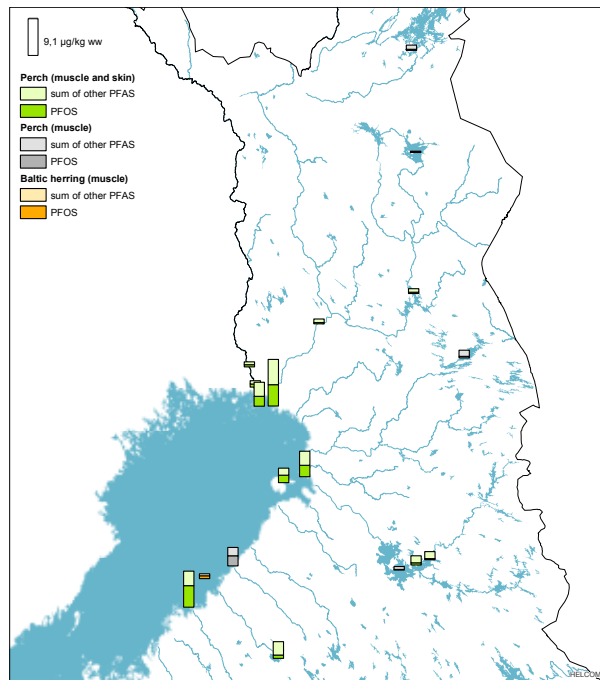 9,1 µg/kg ww
Perch (muscle and skin)
sum of other PFAS
PFOS
Perch (muscle)
sum of other PFAS
PFOS
Baltic herring (muscle)
sum of other PFAS
PFOS
HELCOM